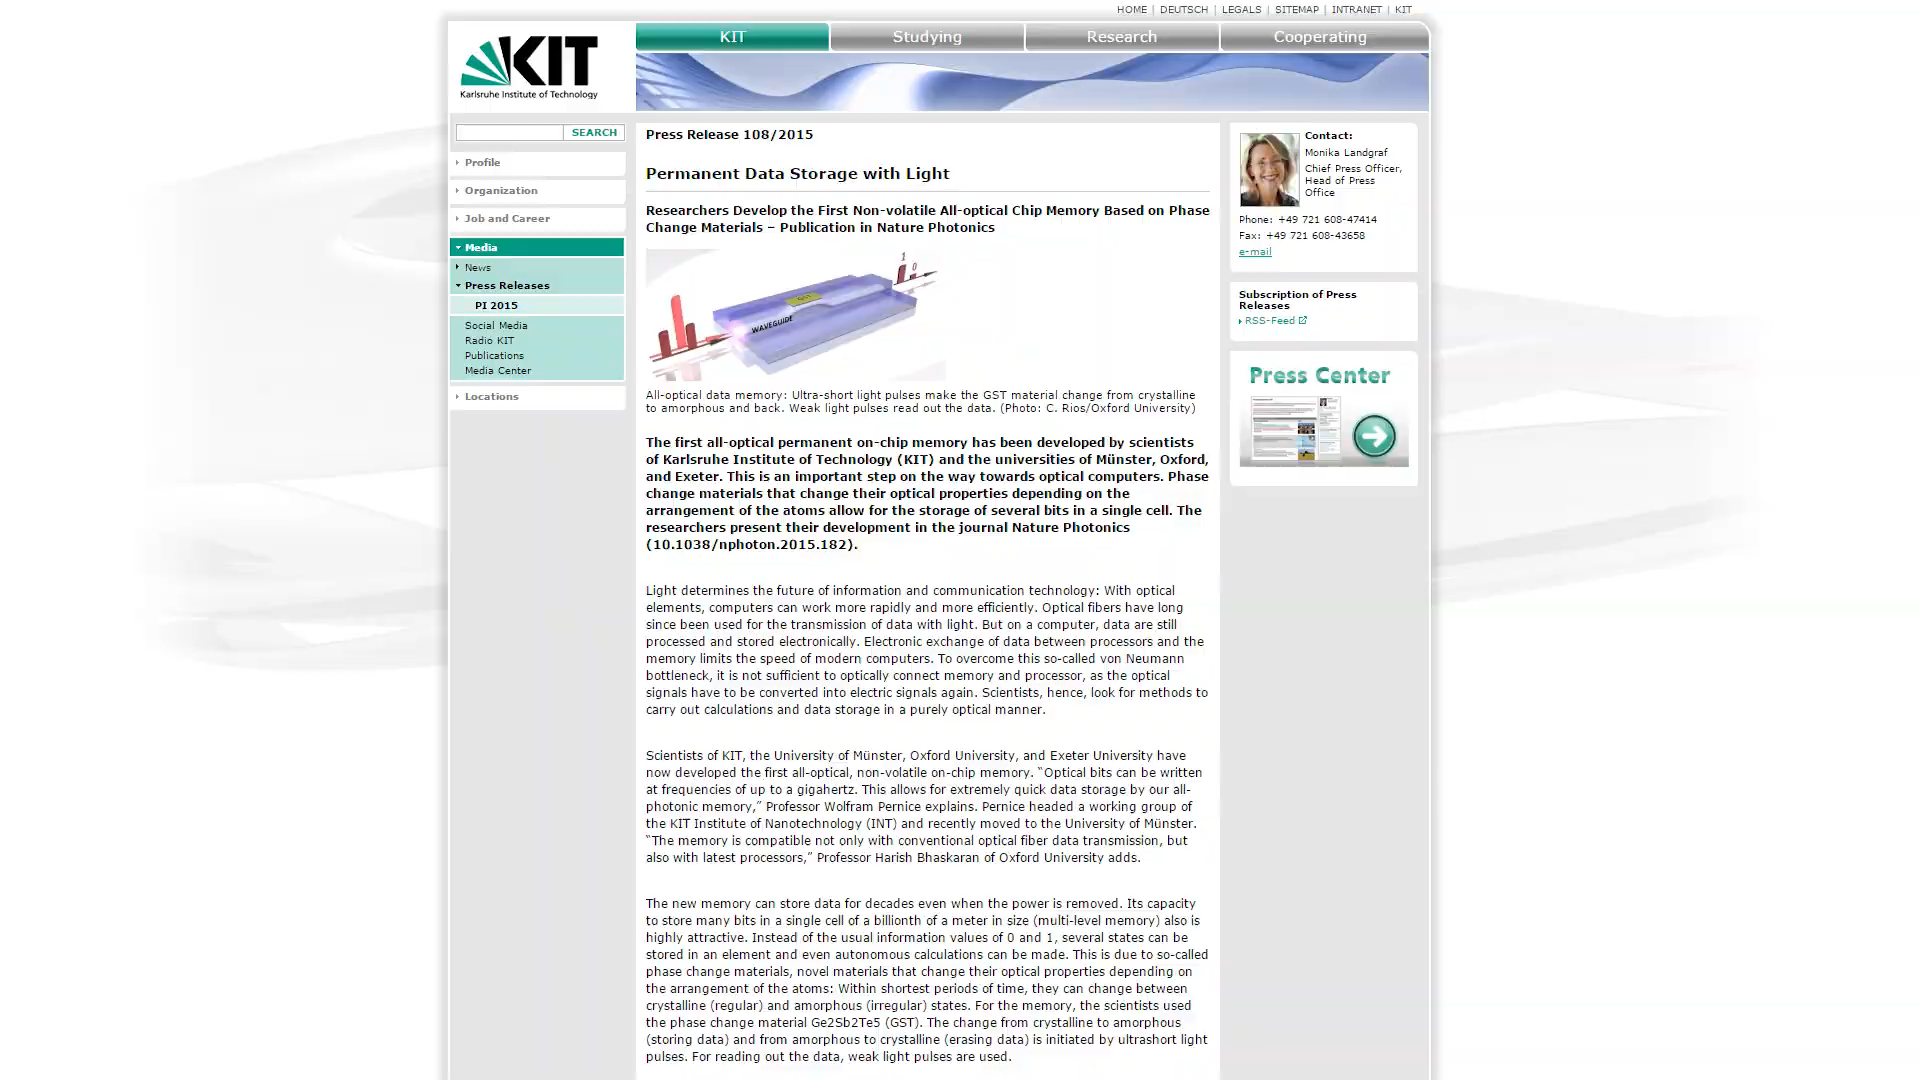 HOME | DEUTSCH | LEGALS | SITEMAP | INTRANET | KIT
KIT
Karlsruhe Institute of Technology
KIT
Studying
Research
Cooperating
SEARCH
Profile
Organization
Job and Career
Media
News
Press Releases
PI 2015
Social Media
Radio KIT
Publications
Media Center
Locations
Press Release 108/2015
Permanent Data Storage with Light
Researchers Develop the First Non-volatile All-optical Chip Memory Based on Phase
Change Materials – Publication in Nature Photonics
1
0
GST
WAVEGUIDE
All-optical data memory: Ultra-short light pulses make the GST material change from crystalline
to amorphous and back. Weak light pulses read out the data. (Photo: C. Rios/Oxford University)
The first all-optical permanent on-chip memory has been developed by scientists
of Karlsruhe Institute of Technology (KIT) and the universities of Münster, Oxford,
and Exeter. This is an important step on the way towards optical computers. Phase
change materials that change their optical properties depending on the
arrangement of the atoms allow for the storage of several bits in a single cell. The
researchers present their development in the journal Nature Photonics
(10.1038/nphoton.2015.182).
Light determines the future of information and communication technology: With optical
elements, computers can work more rapidly and more efficiently. Optical fibers have long
since been used for the transmission of data with light. But on a computer, data are still
processed and stored electronically. Electronic exchange of data between processors and the
memory limits the speed of modern computers. To overcome this so-called von Neumann
bottleneck, it is not sufficient to optically connect memory and processor, as the optical
signals have to be converted into electric signals again. Scientists, hence, look for methods to
carry out calculations and data storage in a purely optical manner.
Scientists of KIT, the University of Münster, Oxford University, and Exeter University have
now developed the first all-optical, non-volatile on-chip memory. “Optical bits can be written
at frequencies of up to a gigahertz. This allows for extremely quick data storage by our all-
photonic memory,” Professor Wolfram Pernice explains. Pernice headed a working group of
the KIT Institute of Nanotechnology (INT) and recently moved to the University of Münster.
“The memory is compatible not only with conventional optical fiber data transmission, but
also with latest processors,” Professor Harish Bhaskaran of Oxford University adds.
The new memory can store data for decades even when the power is removed. Its capacity
to store many bits in a single cell of a billionth of a meter in size (multi-level memory) also is
highly attractive. Instead of the usual information values of 0 and 1, several states can be
stored in an element and even autonomous calculations can be made. This is due to so-called
phase change materials, novel materials that change their optical properties depending on
the arrangement of the atoms: Within shortest periods of time, they can change between
crystalline (regular) and amorphous (irregular) states. For the memory, the scientists used
the phase change material Ge2Sb2Te5 (GST). The change from crystalline to amorphous
(storing data) and from amorphous to crystalline (erasing data) is initiated by ultrashort light
pulses. For reading out the data, weak light pulses are used.
Contact:
Monika Landgraf
Chief Press Officer,
Head of Press
Office
Phone: +49 721 608-47414
Fax: +49 721 608-43658
e-mail
Subscription of Press
Releases
RSS-Feed
Press Center